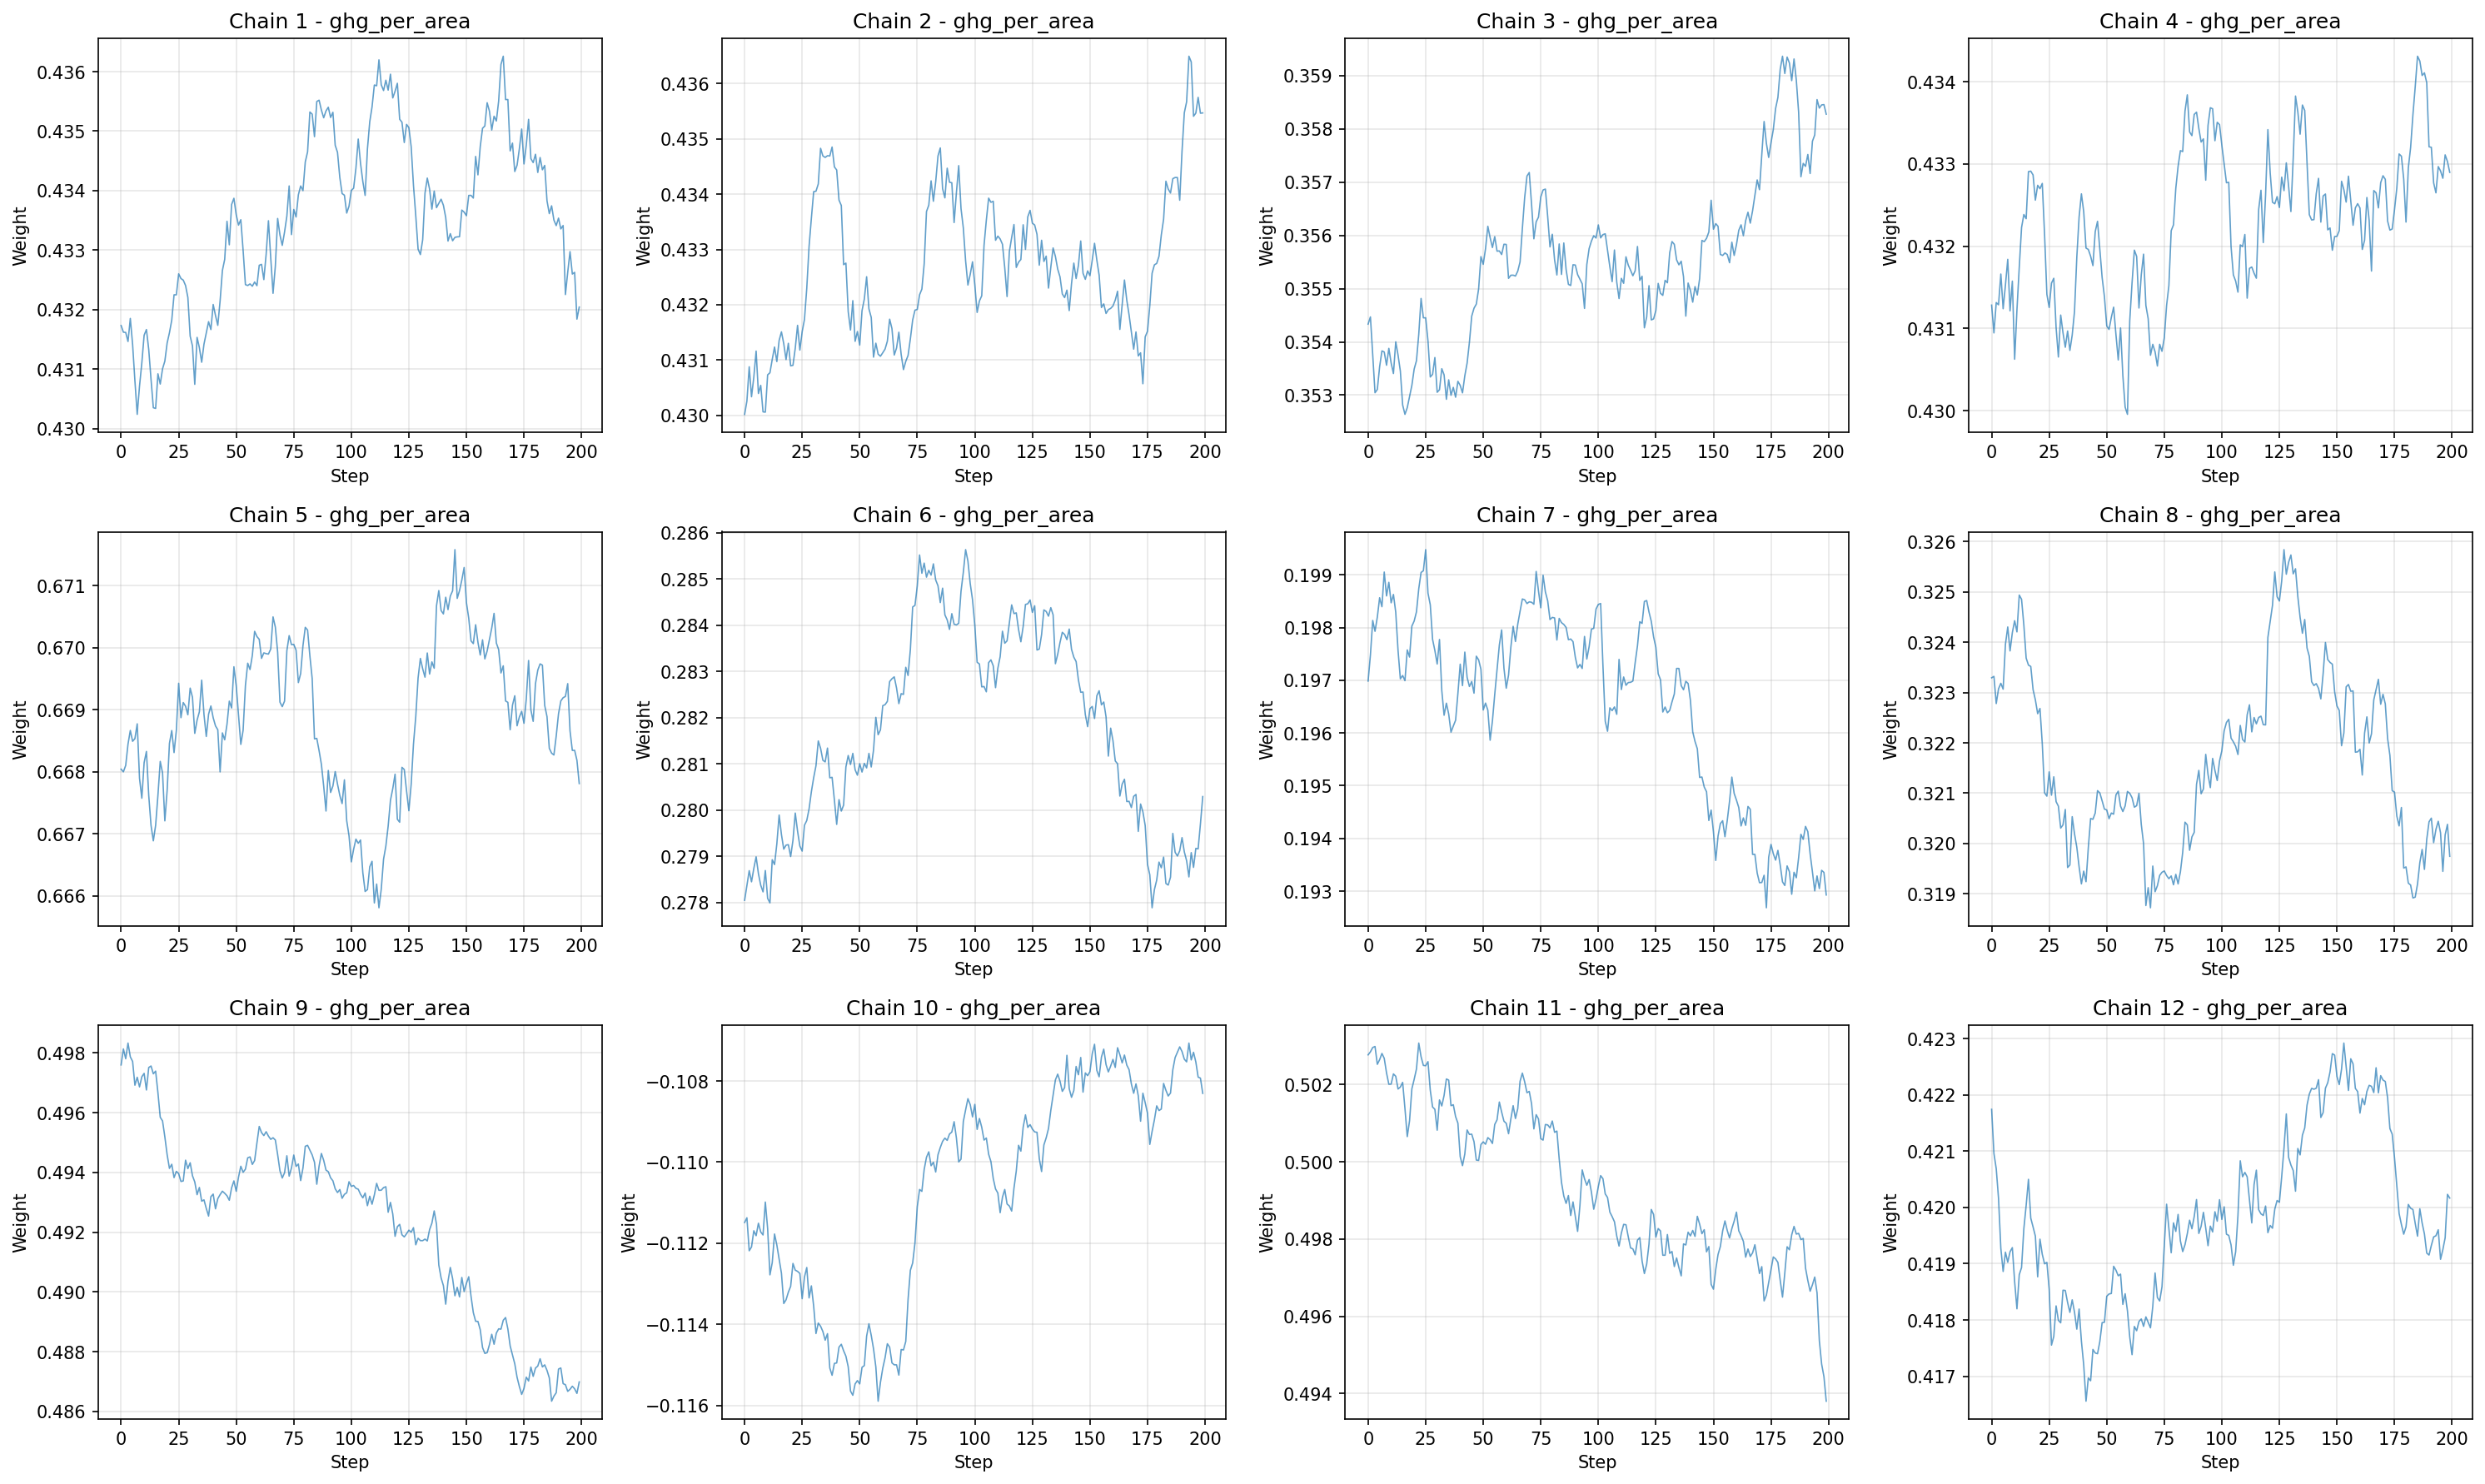 Chain 1 - ghg_per_area
Weight
0.436
0.435
0.434
0.433
0.432
0.431
0.430
0 25 50 75 100 125 150 175 200
Step
Chain 2 - ghg_per_area
Weight
0.436
0.435
0.434
0.433
0.432
0.431
0.430
0 25 50 75 100 125 150 175 200
Step
Chain 3 - ghg_per_area
Weight
0.359
0.358
0.357
0.356
0.355
0.354
0.353
0 25 50 75 100 125 150 175 200
Step
Chain 4 - ghg_per_area
Weight
0.434
0.433
0.432
0.431
0.430
0 25 50 75 100 125 150 175 200
Step
Chain 5 - ghg_per_area
Weight
0.671
0.670
0.669
0.668
0.667
0.666
0 25 50 75 100 125 150 175 200
Step
Chain 6 - ghg_per_area
Weight
0.286
0.285
0.284
0.283
0.282
0.281
0.280
0.279
0.278
0 25 50 75 100 125 150 175 200
Step
Chain 7 - ghg_per_area
Weight
0.199
0.198
0.197
0.196
0.195
0.194
0.193
0 25 50 75 100 125 150 175 200
Step
Chain 8 - ghg_per_area
Weight
0.326
0.325
0.324
0.323
0.322
0.321
0.320
0.319
0 25 50 75 100 125 150 175 200
Step
Chain 9 - ghg_per_area
Weight
0.498
0.496
0.494
0.492
0.490
0.488
0.486
0 25 50 75 100 125 150 175 200
Step
Chain 10 - ghg_per_area
Weight
−0.108
−0.110
−0.112
−0.114
−0.116
0 25 50 75 100 125 150 175 200
Step
Chain 11 - ghg_per_area
Weight
0.502
0.500
0.498
0.496
0.494
0 25 50 75 100 125 150 175 200
Step
Chain 12 - ghg_per_area
Weight
0.423
0.422
0.421
0.420
0.419
0.418
0.417
0 25 50 75 100 125 150 175 200
Step